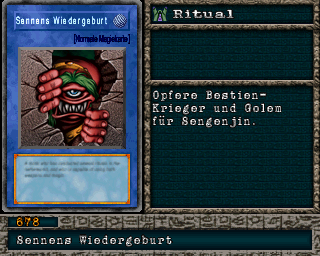 Sennens Wiedergeburt
[Normale Magiekarte]
Ritual
Opfere Bestien-
Krieger und Golem
für Sengenjin.
678
Sennens Wiedergeburt